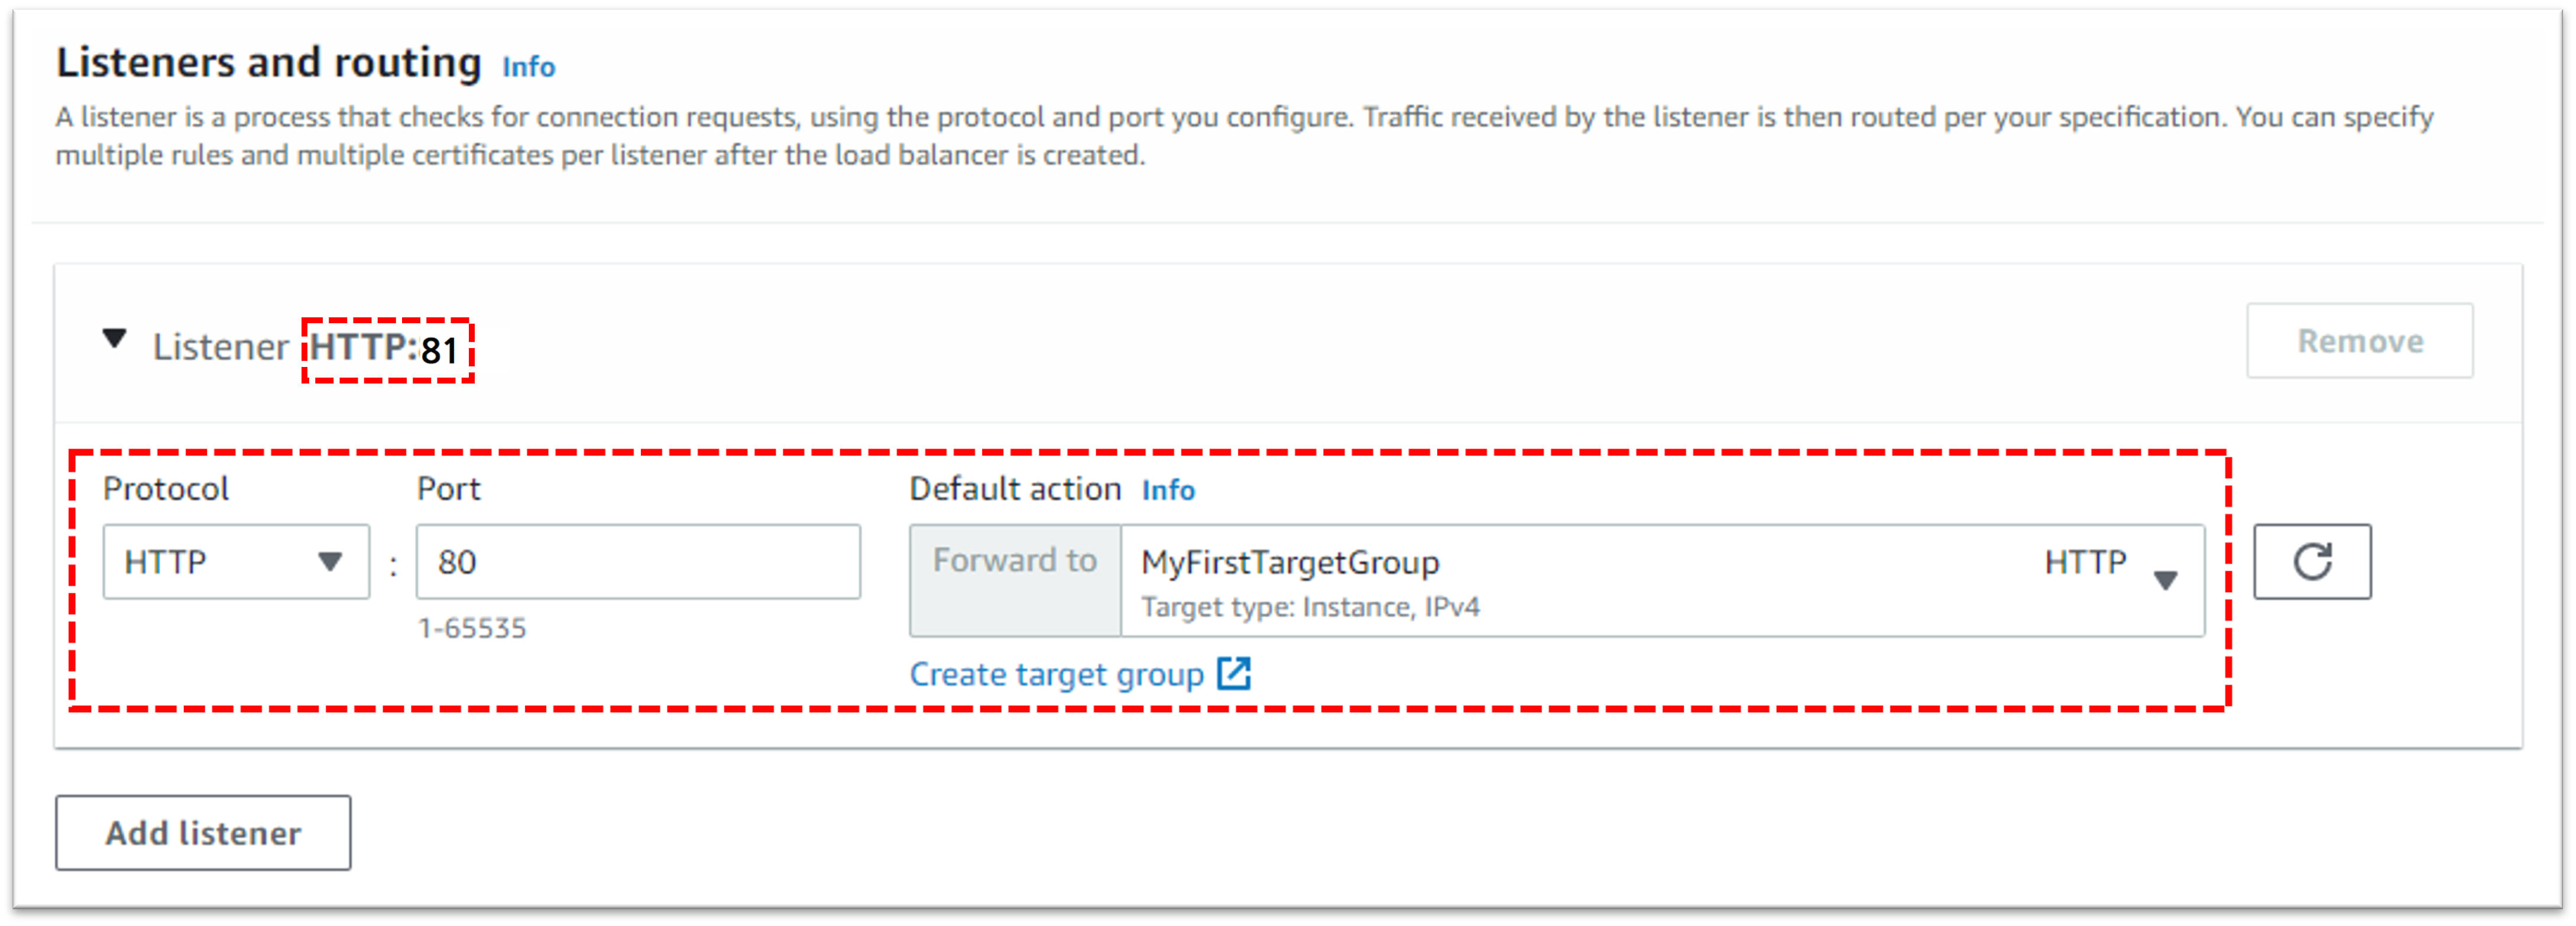 Listeners and routing Info
A listener is a process that checks for connection requests, using the protocol and port you configure. Traffic received by the listener is then routed per your specification. You can specify
multiple rules and multiple certificates per listener after the load balancer is created.
Listener HTTP:81
Remove
Protocol
Port
Default action Info
HTTP
:
80
Forward to
MyFirstTargetGroup
HTTP
Target type: Instance, IPv4
1-65535
Create target group
Add listener